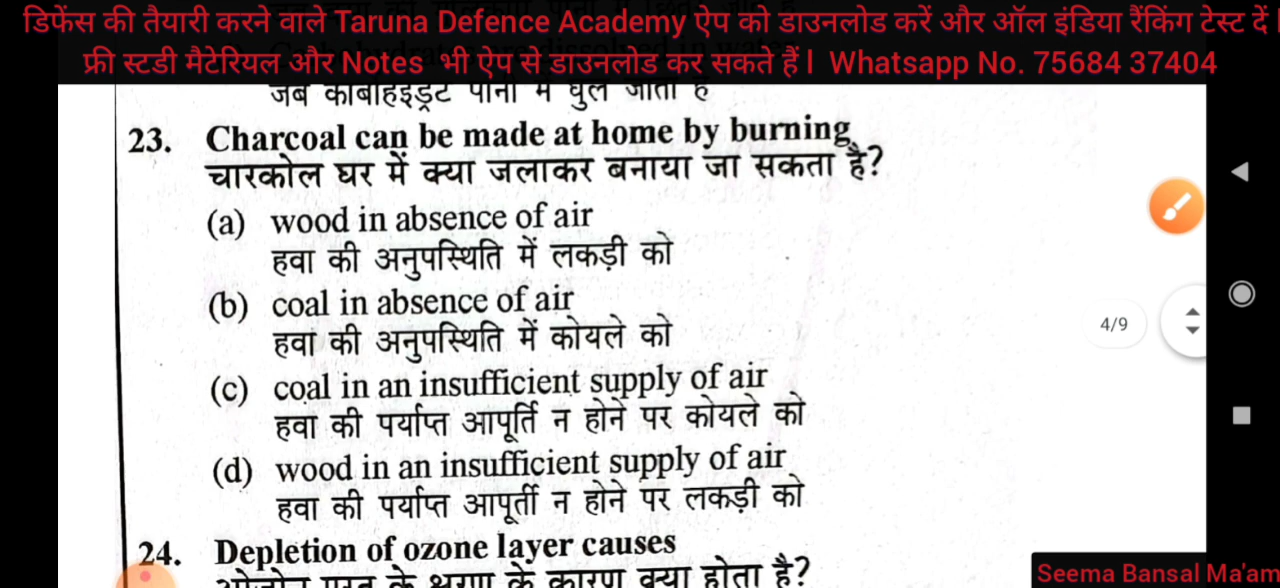 डिफेंस की तैयारी करने वाले Taruna Defence Academy ऐप को डाउनलोड करें और ऑल इंडिया रैंकिंग टेस्ट दें।
फ्री स्टडी मैटेरियल और Notes भी ऐप से डाउनलोड कर सकते हैं। Whatsapp No. 75684 37404
जब कार्बोहाइड्रेट पानी में घुल जाता है
23. Charcoal can be made at home by burning
चारकोल घर में क्या जलाकर बनाया जा सकता है?
(a) wood in absence of air
हवा की अनुपस्थिति में लकड़ी को
(b) coal in absence of air
हवा की अनुपस्थिति में कोयले को
(c) coal in an insufficient supply of air
हवा की पर्याप्त आपूर्ति न होने पर कोयले को
(d) wood in an insufficient supply of air
हवा की पर्याप्त आपूर्ती न होने पर लकड़ी को
4/9
24. Depletion of ozone layer causes
के कारण क्या होता है?
Seema Bansal Ma'am